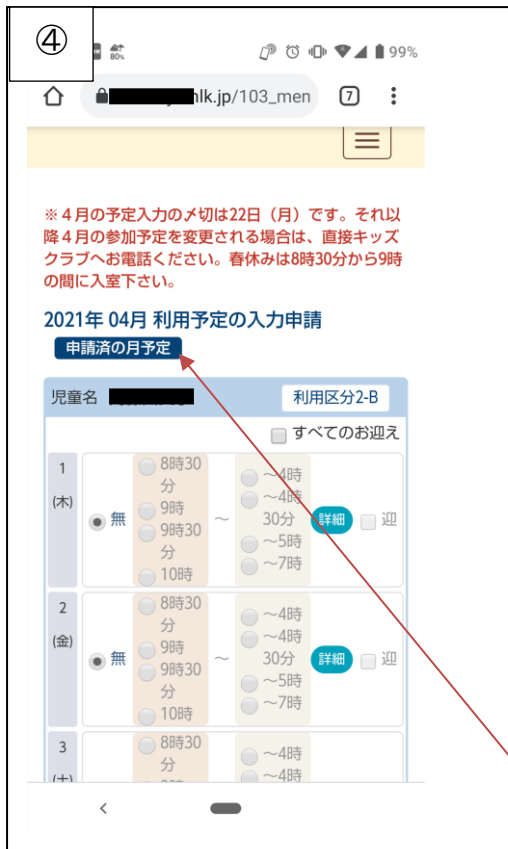 ④
80%
99%
nlk.jp/103_men
7
※４月の予定入力の〆切は22日（月）です。それ以
降４月の参加予定を変更される場合は、直接キッズ
クラブへお電話ください。春休みは8時30分から9時
の間に入室下さい。
2021年 04月 利用予定の入力申請
申請済の月予定
児童名 利用区分2-B
すべてのお迎え
1
(木)
無
8時30
分
9時
9時30
分
10時
～
～4時
～4時
30分
～5時
～7時
詳細
迎
2
(金)
無
8時30
分
9時
9時30
分
10時
～
～4時
～4時
30分
～5時
～7時
詳細
迎
3
(土)
8時30
分
～4時
～4時